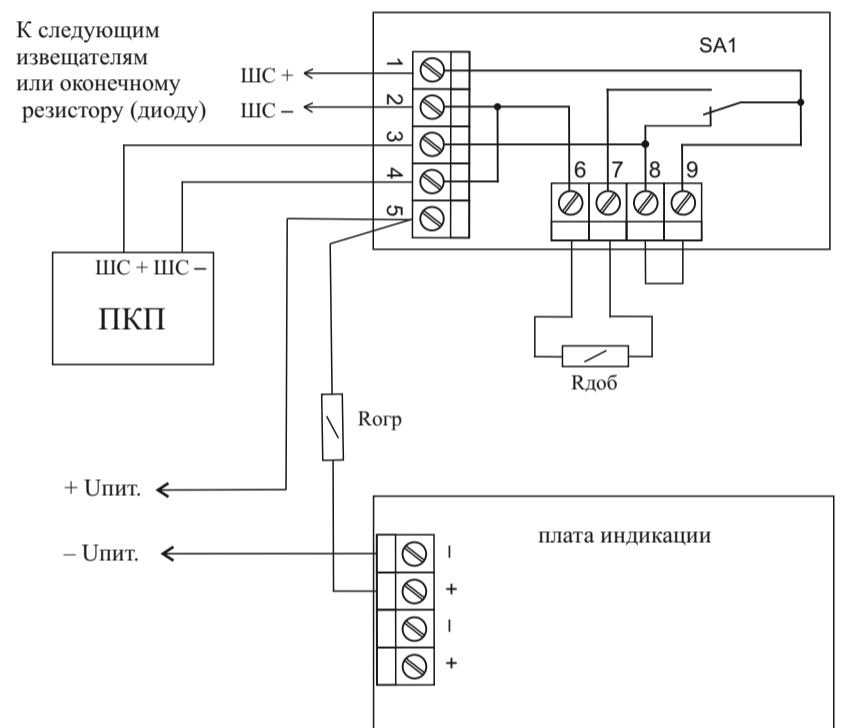 К следующим
извещателям
или оконечному
резистору (диоду)
ШС +
ШС –
1
2
3
4
5
SA1
6 7 8 9
ШС + ШС –
ПКП
Rдоб
Rогр
+ Uпит.
– Uпит.
плата индикации
–
+
–
+